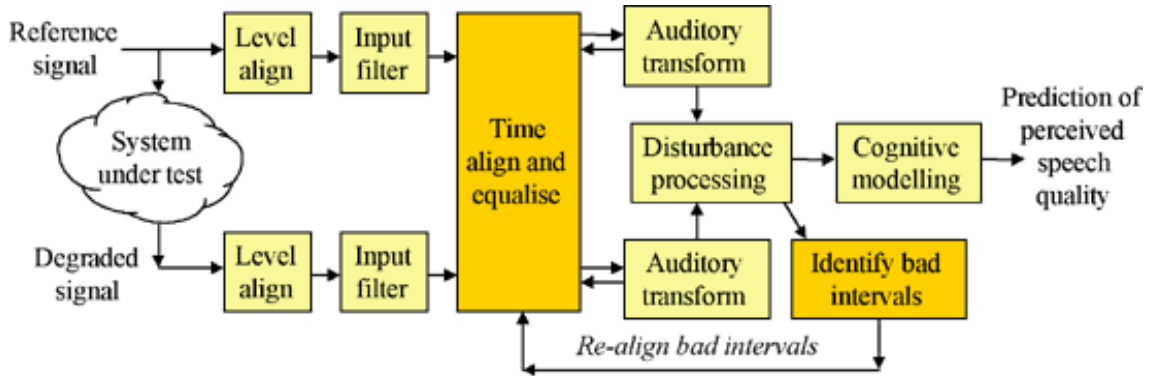 Reference
signal
Level
align
Input
filter
Time
align and
equalise
Auditory
transform
System
under test
Disturbance
processing
Cognitive
modelling
Prediction of
perceived
speech
quality
Degraded
signal
Level
align
Input
filter
Auditory
transform
Identify bad
intervals
Re-align bad intervals